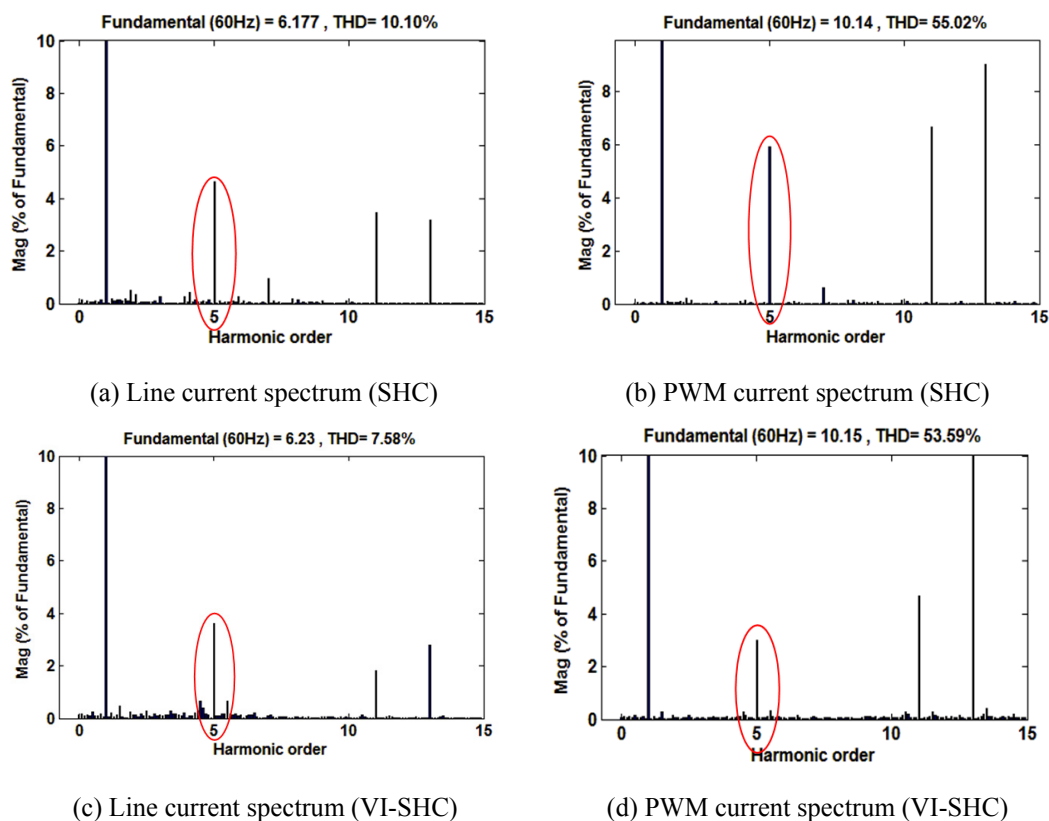 Fundamental (60Hz) = 6.177 , THD= 10.10%
Mag (% of Fundamental)
10
8
6
4
2
0
0 5 10 15
Harmonic order
(a) Line current spectrum (SHC)
Fundamental (60Hz) = 10.14 , THD= 55.02%
Mag (% of Fundamental)
8
6
4
2
0
0 5 10 15
Harmonic order
(b) PWM current spectrum (SHC)
Fundamental (60Hz) = 6.23 , THD= 7.58%
Mag (% of Fundamental)
10
8
6
4
2
0
0 5 10 15
Harmonic order
(c) Line current spectrum (VI-SHC)
Fundamental (60Hz) = 10.15 , THD= 53.59%
Mag (% of Fundamental)
10
8
6
4
2
0
0 5 10 15
Harmonic order
(d) PWM current spectrum (VI-SHC)